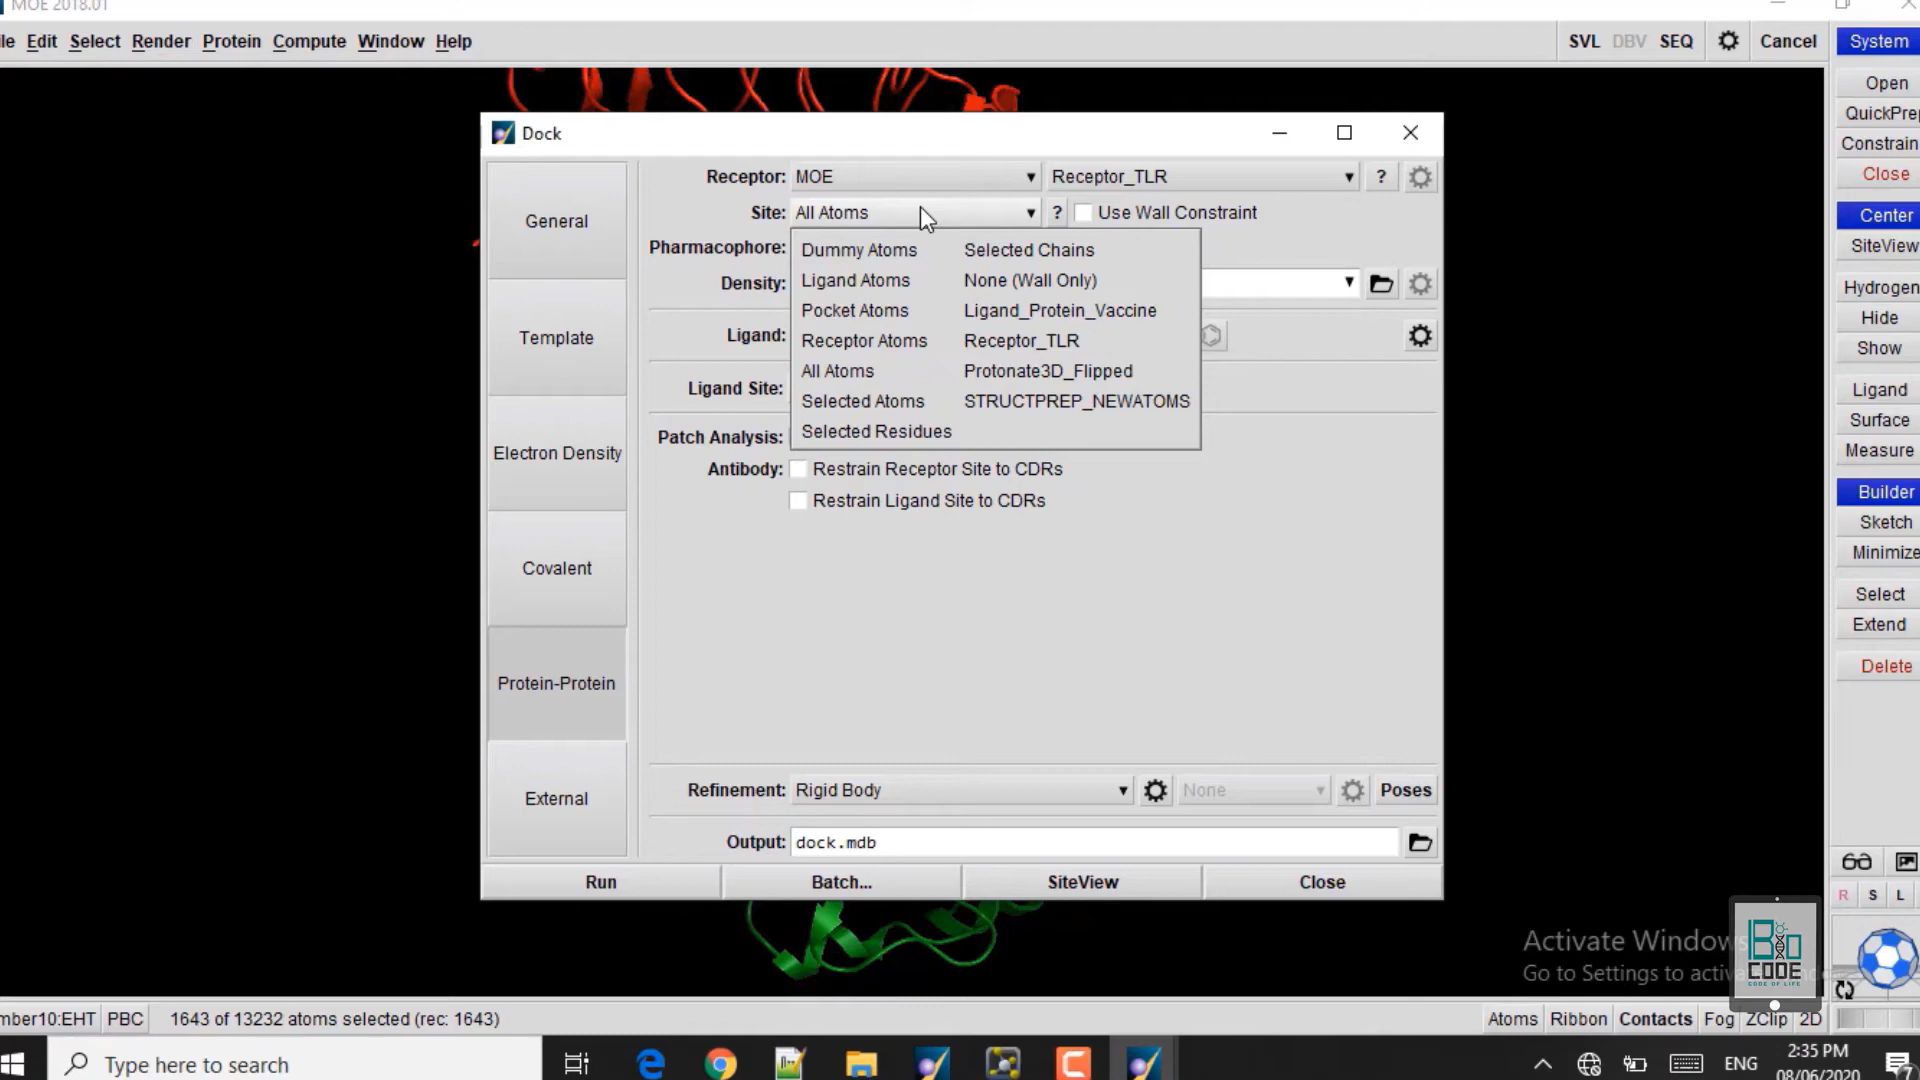 MOE 2018.01
le Edit Select Render Protein Compute Window Help
SVL DBV SEQ Cancel System
Dock
Receptor: MOE Receptor_TLR ?
Site: All Atoms ? Use Wall Constraint
Pharmacophore:
Density:
Ligand:
Ligand Site:
Patch Analysis:
Dummy Atoms Selected Chains
Ligand Atoms None (Wall Only)
Pocket Atoms Ligand_Protein_Vaccine
Receptor Atoms Receptor_TLR
All Atoms Protonate3D_Flipped
Selected Atoms STRUCTPREP_NEWATOMS
Selected Residues
Antibody: Restrain Receptor Site to CDRs
Restrain Ligand Site to CDRs
General
Template
Electron Density
Covalent
Protein-Protein
External
Refinement: Rigid Body None Poses
Output: dock.mdb
Run Batch... SiteView Close
Open
QuickPrep
Constrain
Close
Center
SiteView
Hydrogen
Hide
Show
Ligand
Surface
Measure
Builder
Sketch
Minimize
Select
Extend
Delete
R S L
Activate Windows
Go to Settings to activa
BIO
CODE
CODE OF LIFE
mber10:EHT PBC 1643 of 13232 atoms selected (rec: 1643)
Atoms Ribbon Contacts Fog ZClip 2D
Type here to search
ENG
2:35 PM
08/06/2020
7